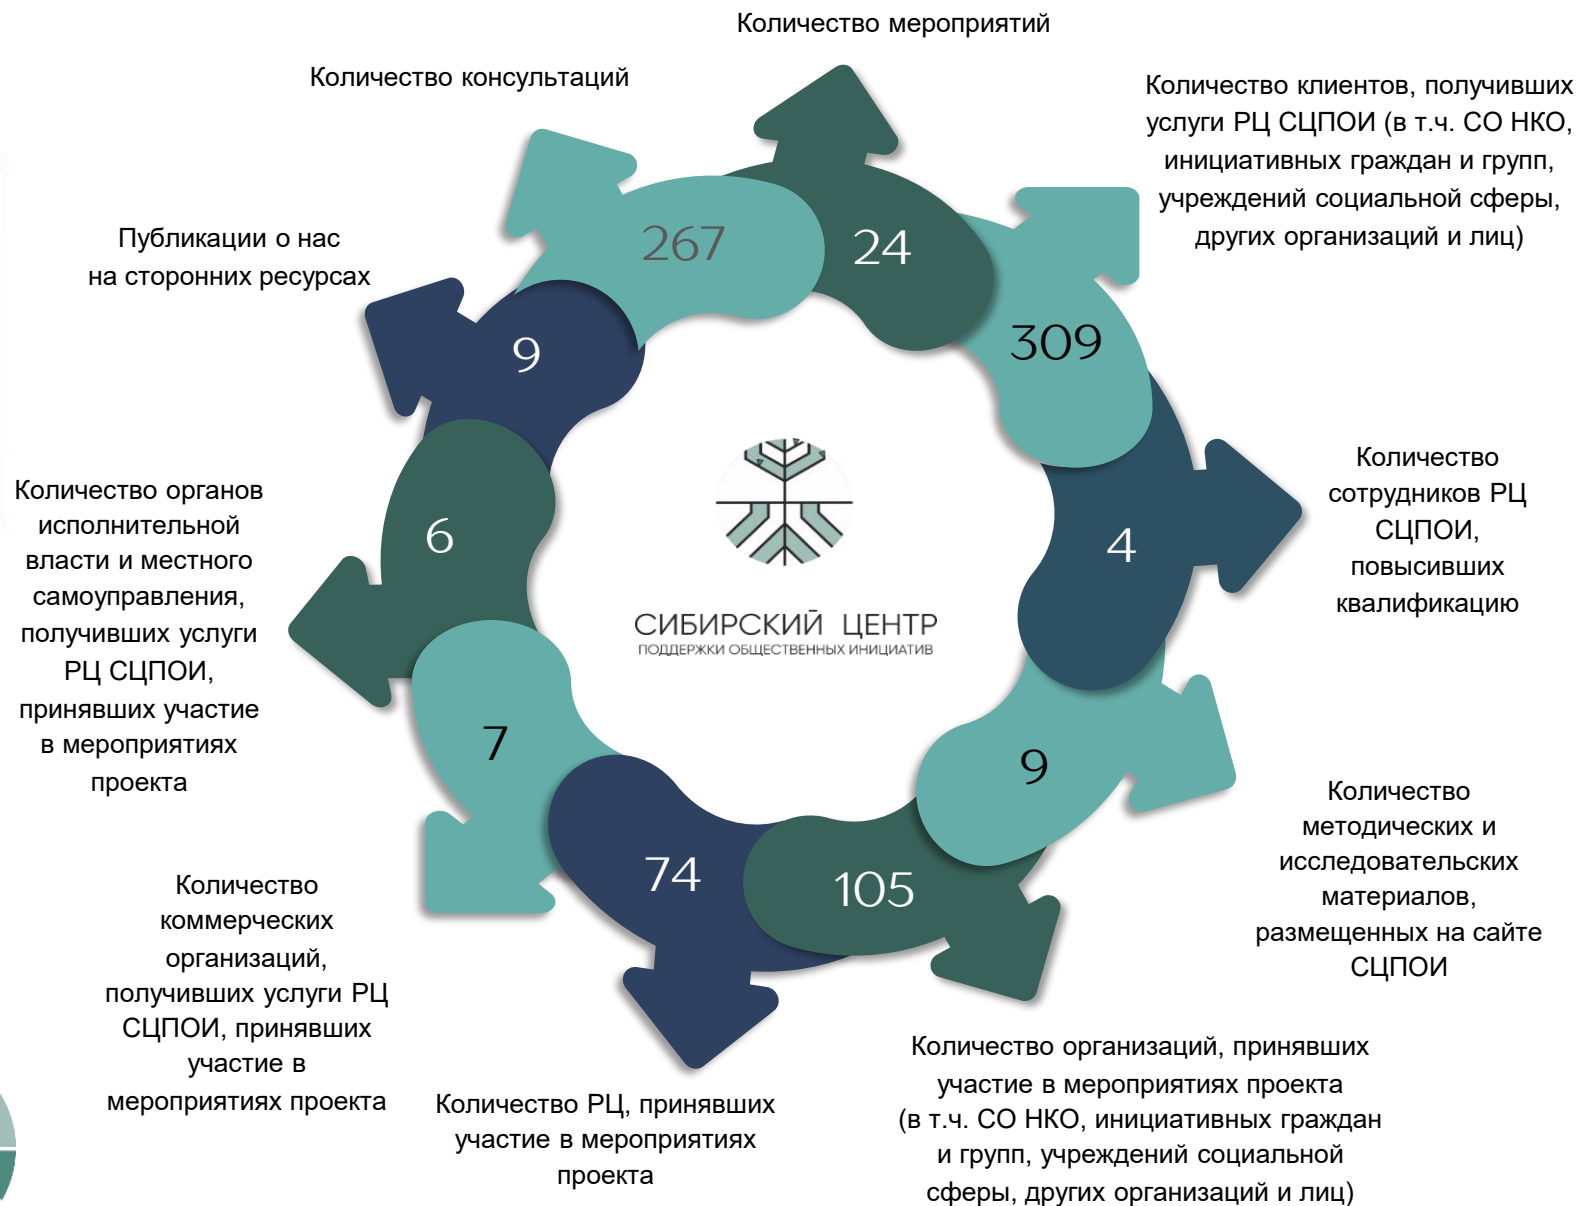 Количество мероприятий
24
Количество клиентов, получивших
услуги РЦ СЦПОИ (в т.ч. СО НКО,
инициативных граждан и групп,
учреждений социальной сферы,
других организаций и лиц)
309
Количество
сотрудников РЦ
СЦПОИ,
повысивших
квалификацию
4
Количество
методических и
исследовательских
материалов,
размещенных на сайте
СЦПОИ
9
Количество организаций, принявших
участие в мероприятиях проекта
(в т.ч. СО НКО, инициативных граждан
и групп, учреждений социальной
сферы, других организаций и лиц)
105
Количество РЦ, принявших
участие в мероприятиях
проекта
74
Количество
коммерческих
организаций,
получивших услуги РЦ
СЦПОИ, принявших
участие в
мероприятиях проекта
7
Количество органов
исполнительной
власти и местного
самоуправления,
получивших услуги
РЦ СЦПОИ,
принявших участие
в мероприятиях
проекта
6
Публикации о нас
на сторонних ресурсах
9
Количество консультаций
267
СИБИРСКИЙ ЦЕНТР
ПОДДЕРЖКИ ОБЩЕСТВЕННЫХ ИНИЦИАТИВ